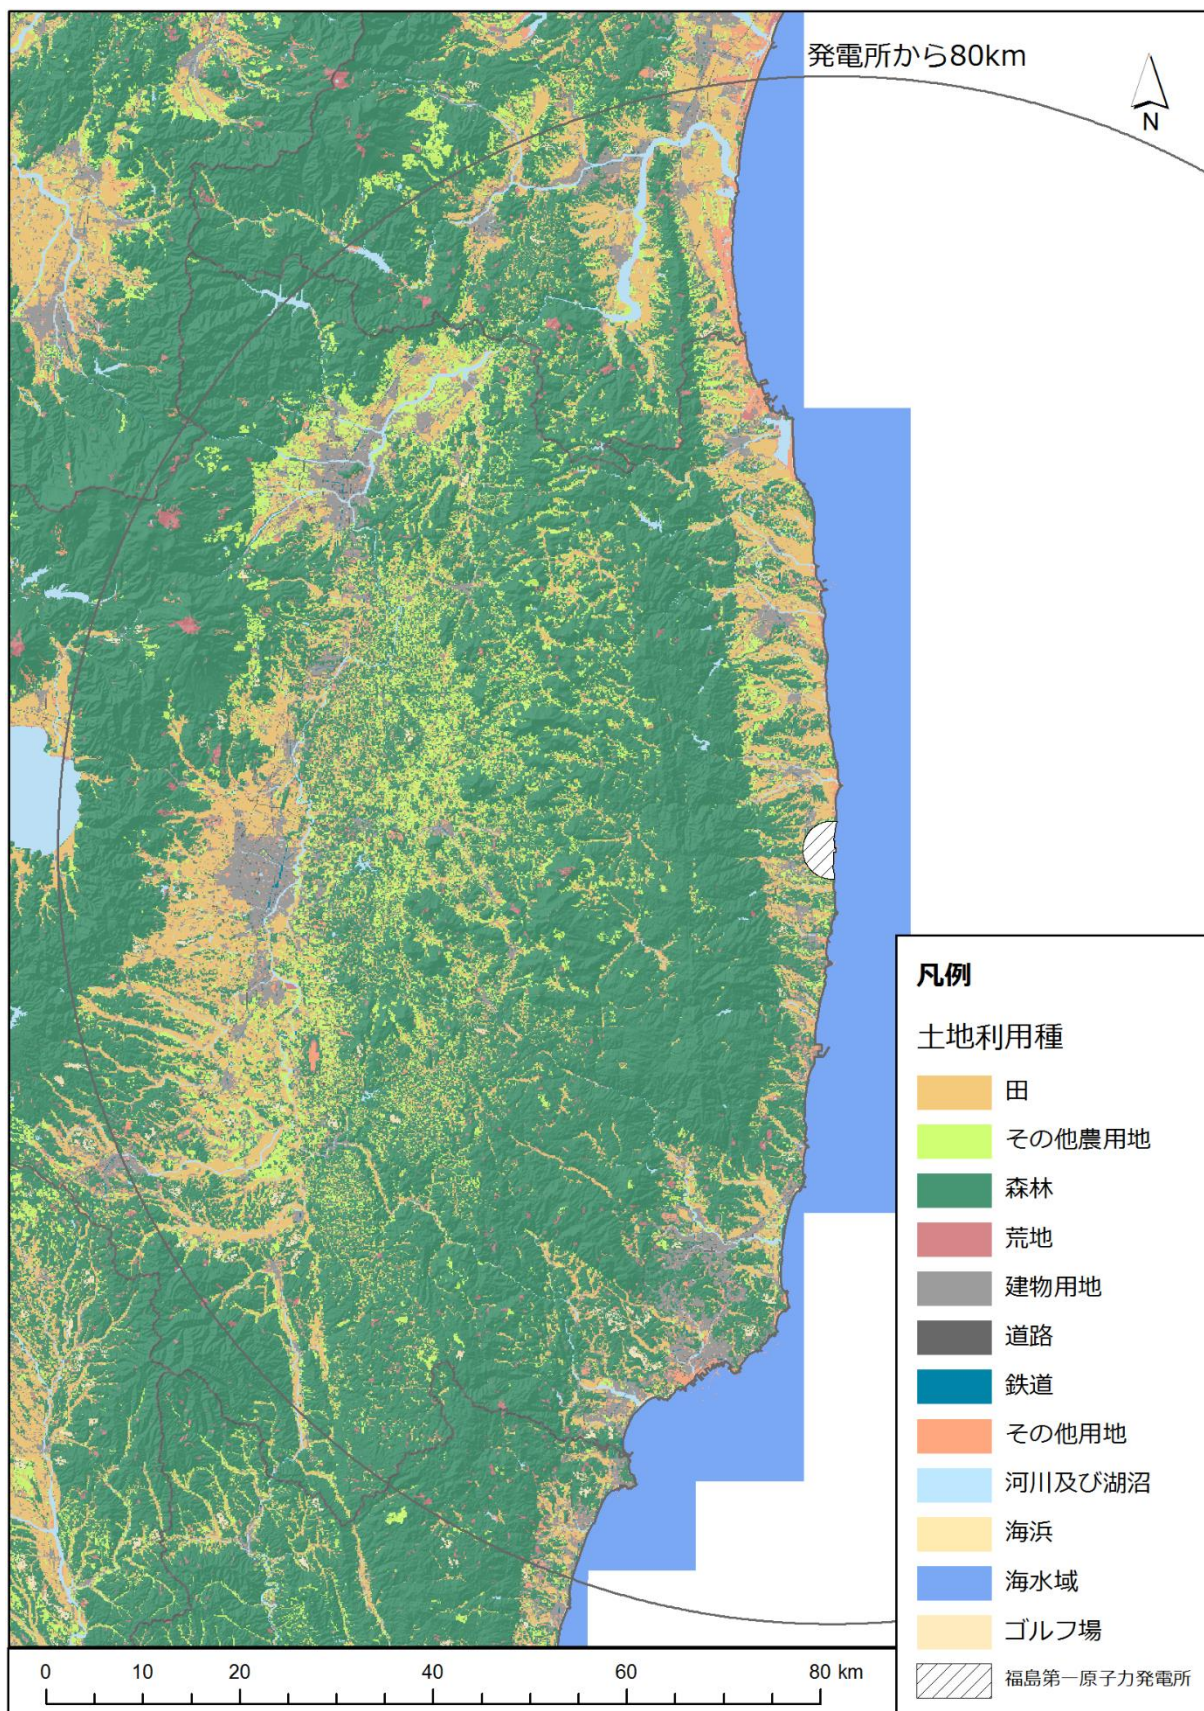 発電所から80km
N
凡例
土地利用種
田
その他農用地
森林
荒地
建物用地
道路
鉄道
その他用地
河川及び湖沼
海浜
海水域
ゴルフ場
福島第一原子力発電所
0 10 20 40 60 80 km